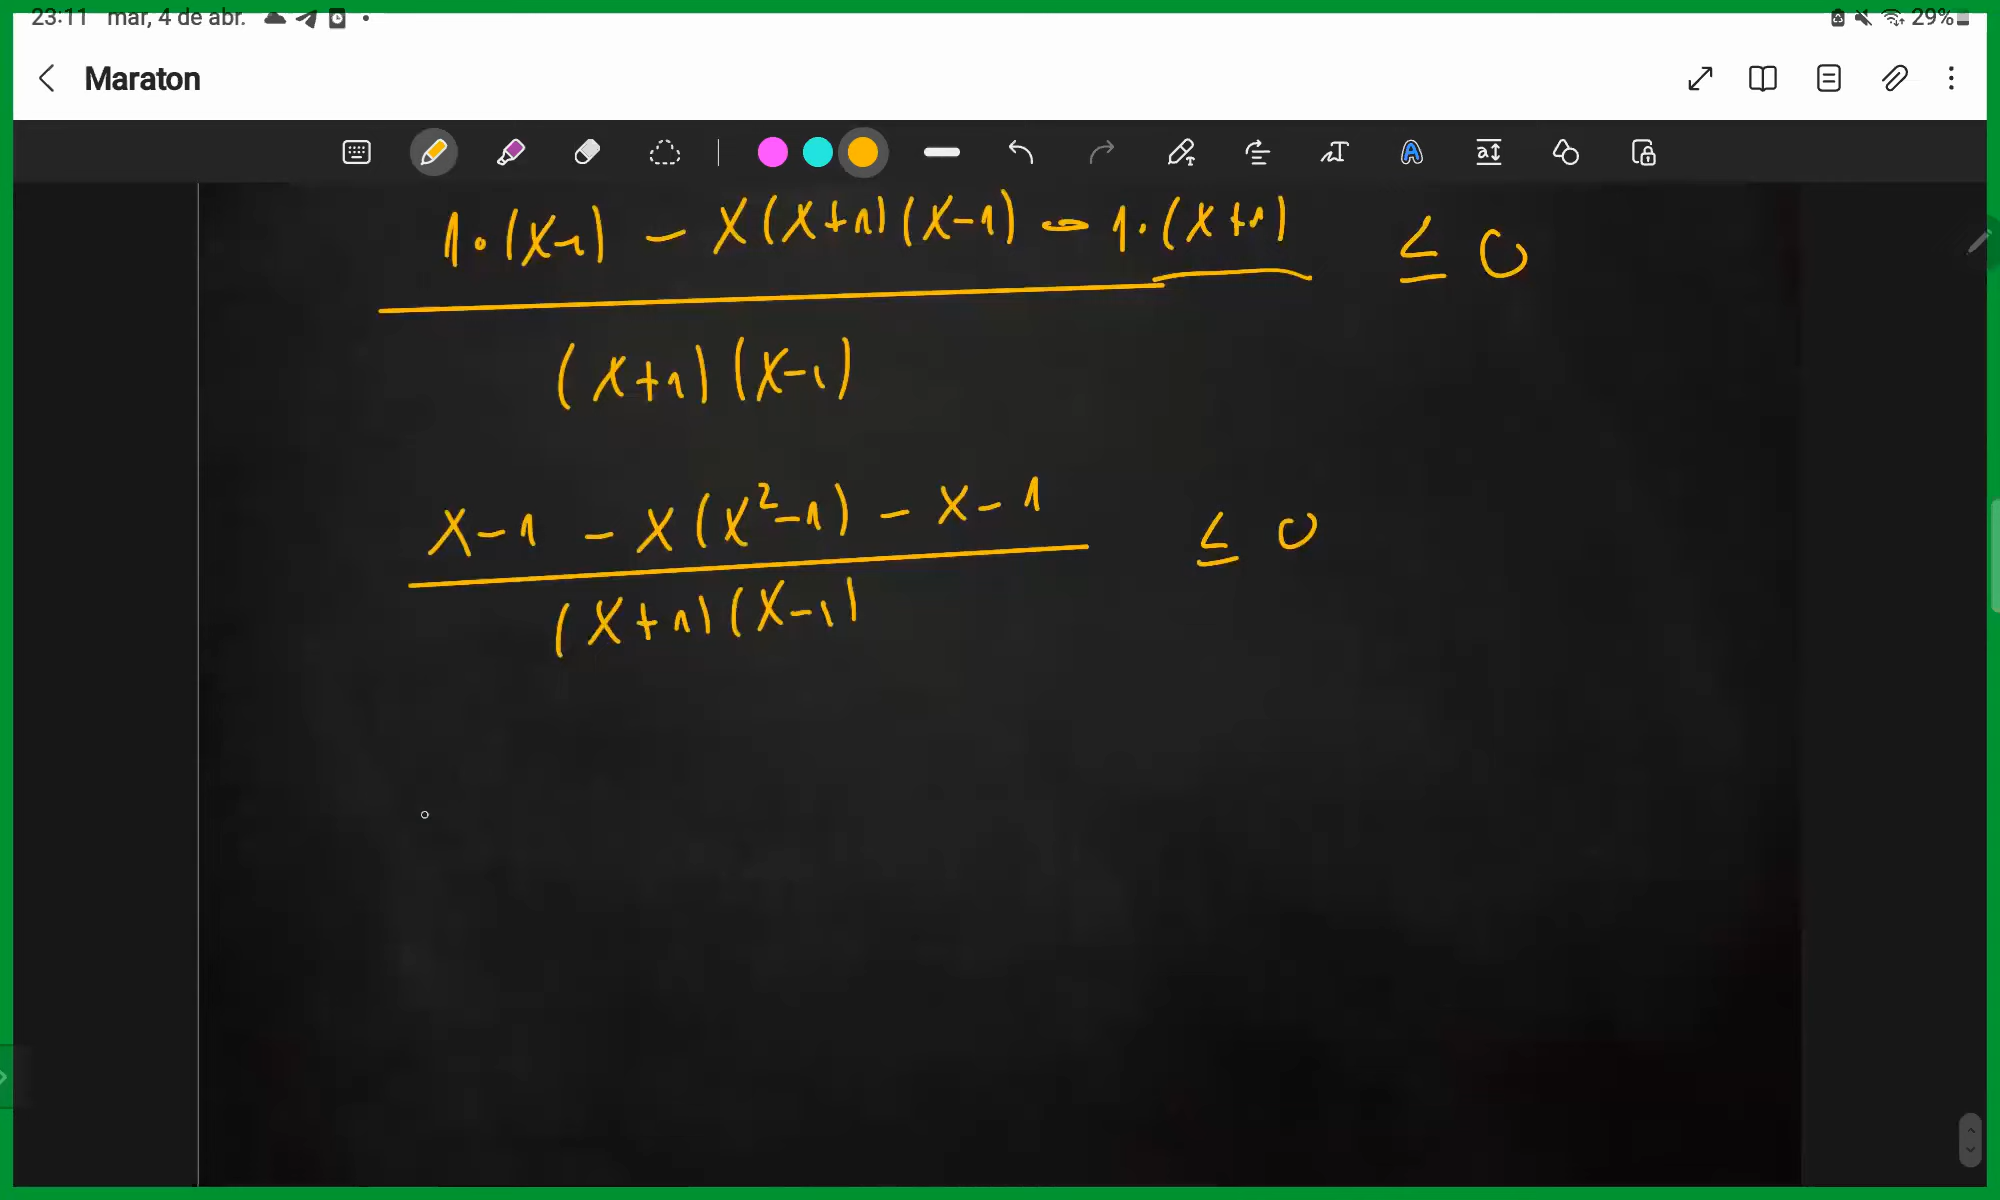 23:11 mar, 4 de abr. 29%
Maraton
1·(x-1) - x(x+1)(x-1) - 1·(x+1) ≤ 0
(x+1)(x-1)
x-1 - x(x²-1) - x-1 ≤ 0
(x+1)(x-1)